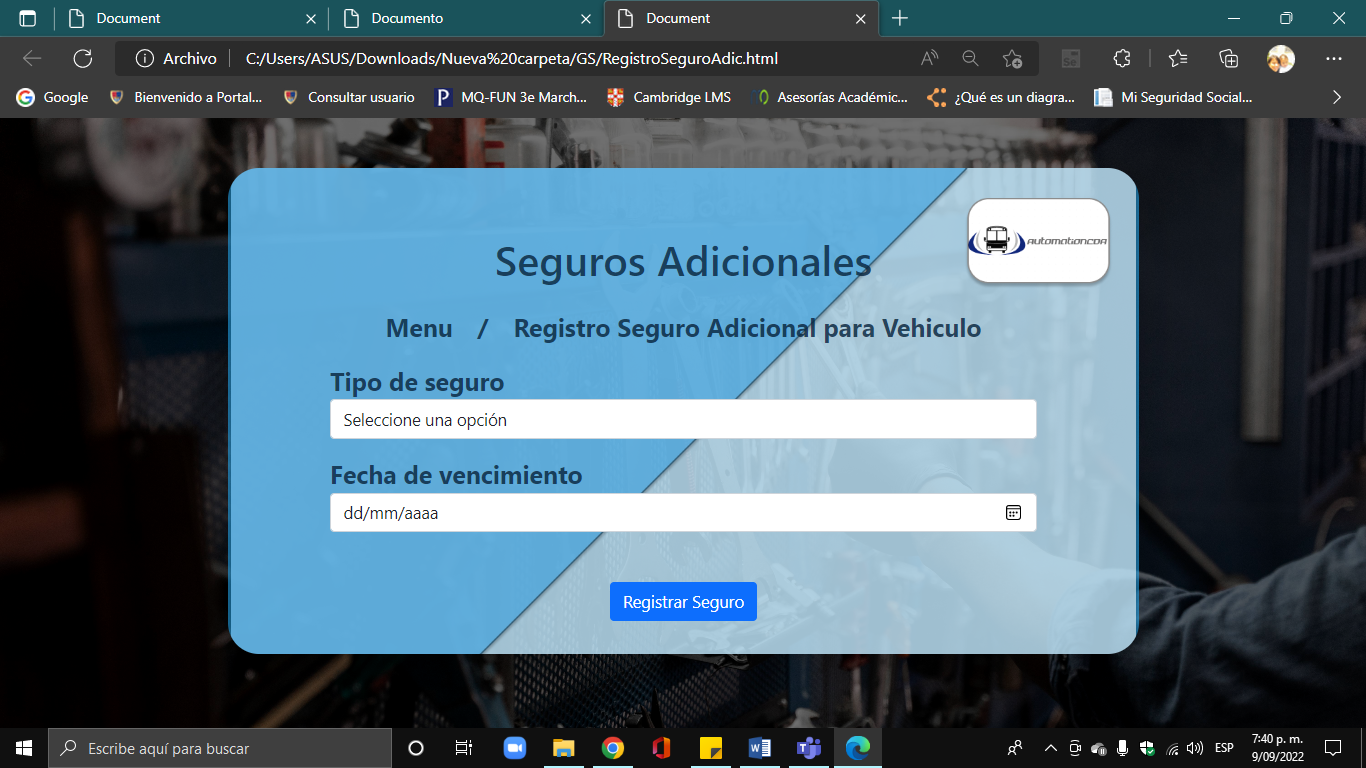 Document
Documento
Document
Archivo
C:/Users/ASUS/Downloads/Nueva%20carpeta/GS/RegistroSeguroAdic.html
Google
Bienvenido a Portal...
Consultar usuario
MQ-FUN 3e March...
Cambridge LMS
Asesorías Académic...
¿Qué es un diagra...
Mi Seguridad Social...
AUTOMATIONCDA
Seguros Adicionales
Menu / Registro Seguro Adicional para Vehiculo
Tipo de seguro
Seleccione una opción
Fecha de vencimiento
dd/mm/aaaa
Registrar Seguro
Escribe aquí para buscar
ESP
7:40 p. m.
9/09/2022